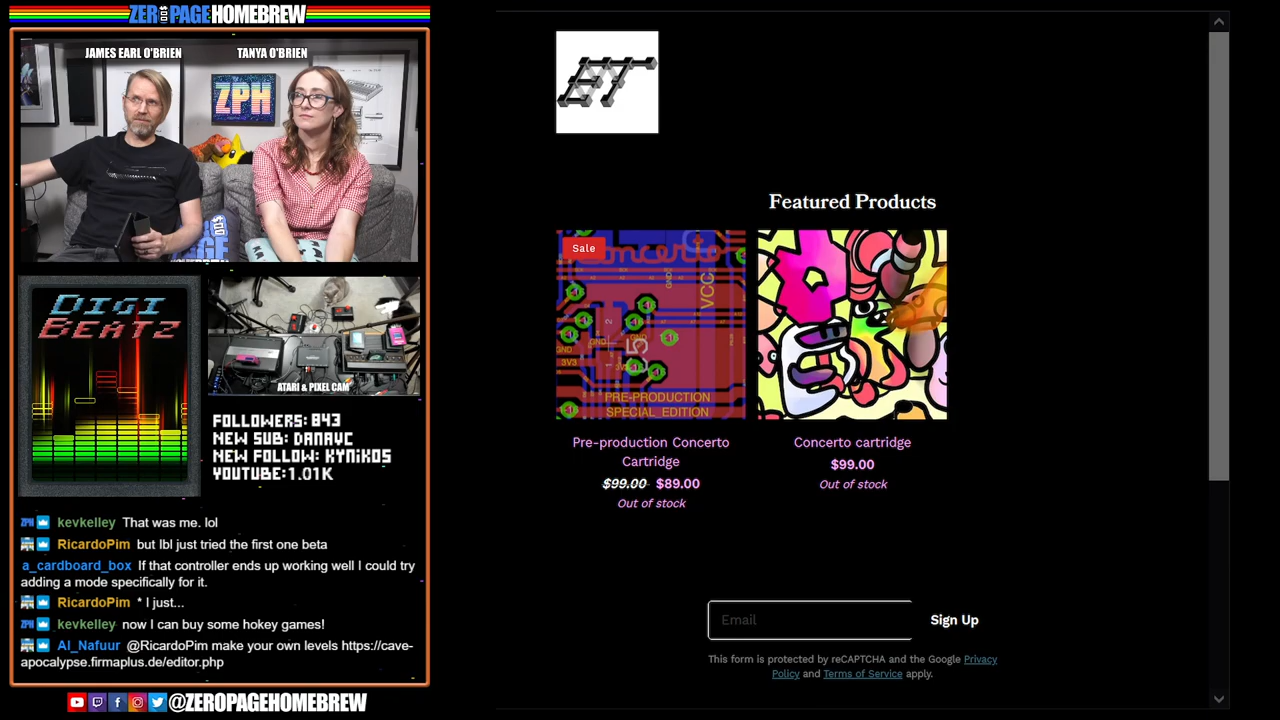 ZEROPAGE HOMEBREW
JAMES EARL O'BRIEN
TANYA O'BRIEN
ZPH
DIGI
BEATZ
ATARI & PIXEL CAM
FOLLOWERS: 843
NEW SUB: DANAYC
NEW FOLLOW: KYNIKOS
YOUTUBE:1.01K
kevkelley That was me. lol
RicardoPim but lbl just tried the first one beta
a_cardboard_box If that controller ends up working well I could try
adding a mode specifically for it.
RicardoPim * I just...
kevkelley now I can buy some hokey games!
Al_Nafuur @RicardoPim make your own levels https://cave-
apocalypse.firmaplus.de/editor.php
@ZEROPAGEHOMEBREW
ET
Featured Products
Sale
Concerto
VCC
GND
PRE-PRODUCTION
SPECIAL EDITION
Pre-production Concerto
Cartridge
$99.00 $89.00
Out of stock
Concerto cartridge
$99.00
Out of stock
Email
Sign Up
This form is protected by reCAPTCHA and the Google Privacy
Policy and Terms of Service apply.